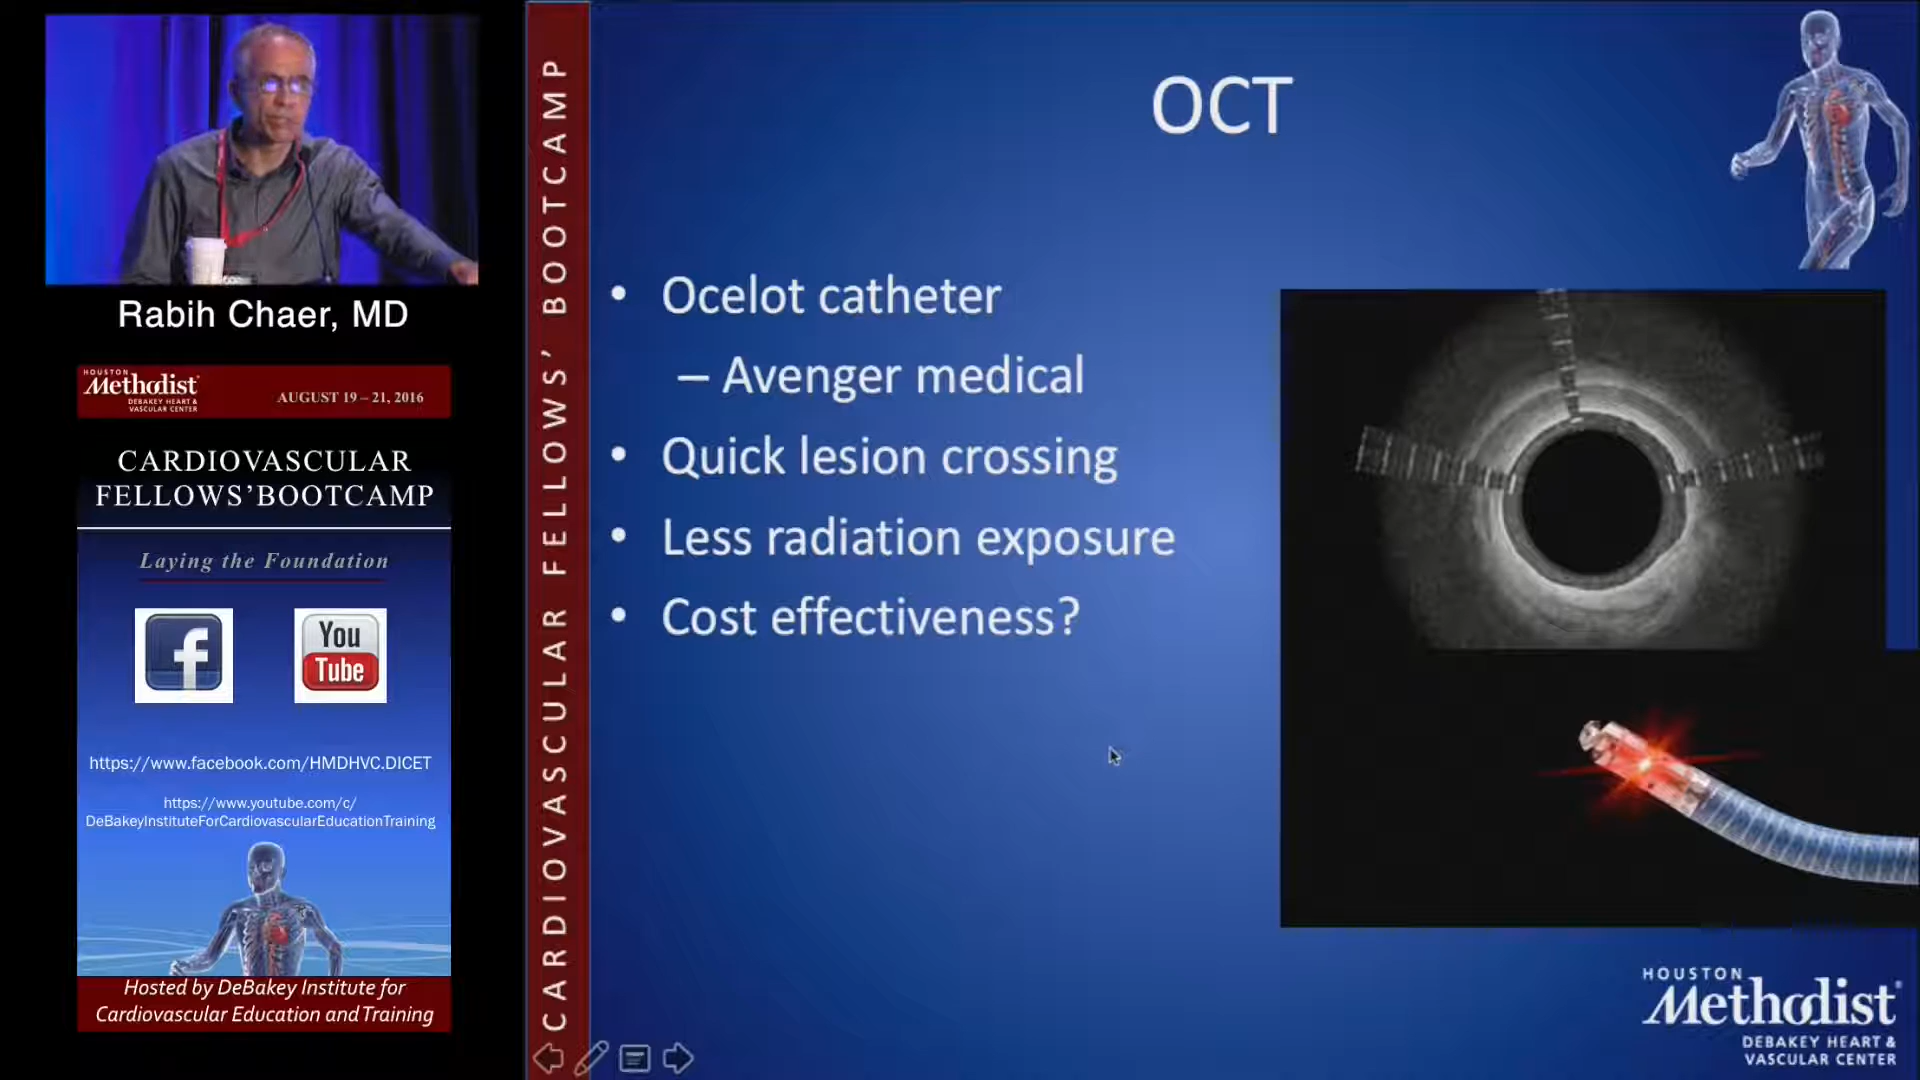 Rabih Chaer, MD
HOUSTON
Methodist
DEBAKEY HEART &
VASCULAR CENTER
AUGUST 19 – 21, 2016
CARDIOVASCULAR
FELLOWS'BOOTCAMP
Laying the Foundation
f
You
Tube
https://www.facebook.com/HMDHVC.DICET
https://www.youtube.com/c/
DeBakeyInstituteForCardiovascularEducationTraining
Hosted by DeBakey Institute for
Cardiovascular Education and Training
CARDIOVASCULAR FELLOWS' BOOTCAMP
OCT
• Ocelot catheter
– Avenger medical
• Quick lesion crossing
• Less radiation exposure
• Cost effectiveness?
HOUSTON
Methodist
DEBAKEY HEART &
VASCULAR CENTER